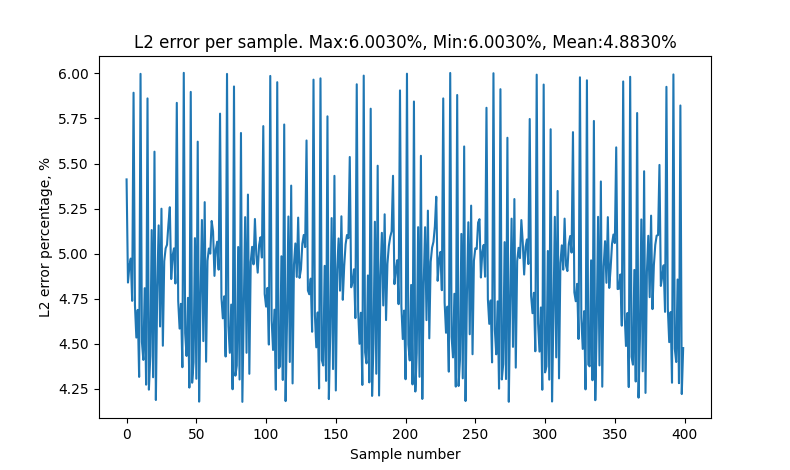 L2 error per sample. Max:6.0030%, Min:6.0030%, Mean:4.8830%
L2 error percentage, %
6.00
5.75
5.50
5.25
5.00
4.75
4.50
4.25
0 50 100 150 200 250 300 350 400
Sample number